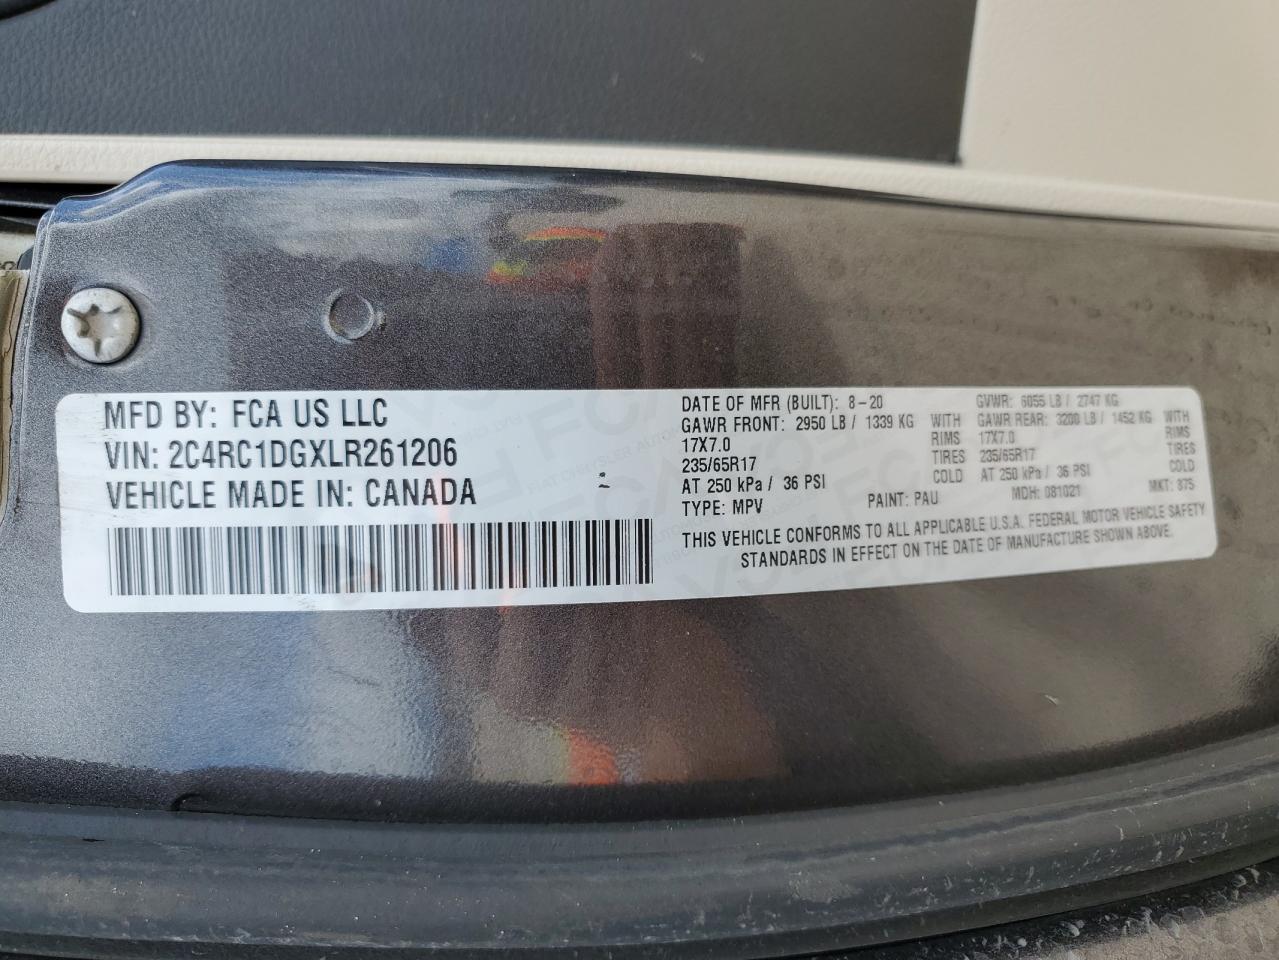 MFD BY: FCA US LLC
VIN: 2C4RC1DGXLR261206
VEHICLE MADE IN: CANADA
DATE OF MFR (BUILT): 8-20 GVWR: 6055 LB / 2747 KG
GAWR FRONT: 2950 LB / 1339 KG WITH GAWR REAR: 3200 LB / 1452 KG WITH
17X7.0 RIMS 17X7.0 RIMS
235/65R17 TIRES 235/65R17 TIRES
AT 250 kPa / 36 PSI COLD AT 250 kPa / 36 PSI COLD
TYPE: MPV PAINT: PAU MDH: 081021 MKT: 875
THIS VEHICLE CONFORMS TO ALL APPLICABLE U.S.A. FEDERAL MOTOR VEHICLE SAFETY
STANDARDS IN EFFECT ON THE DATE OF MANUFACTURE SHOWN ABOVE.